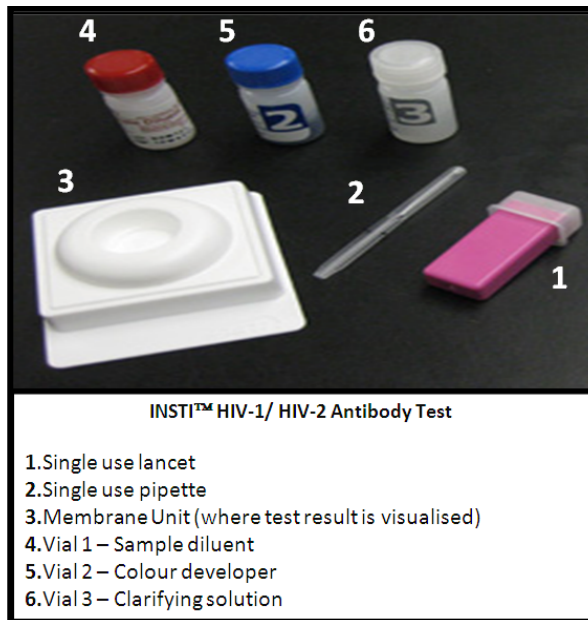 4
5
6
2
3
3
2
1
INSTI™ HIV-1/ HIV-2 Antibody Test
1.Single use lancet
2.Single use pipette
3.Membrane Unit (where test result is visualised)
4.Vial 1 – Sample diluent
5.Vial 2 – Colour developer
6.Vial 3 – Clarifying solution